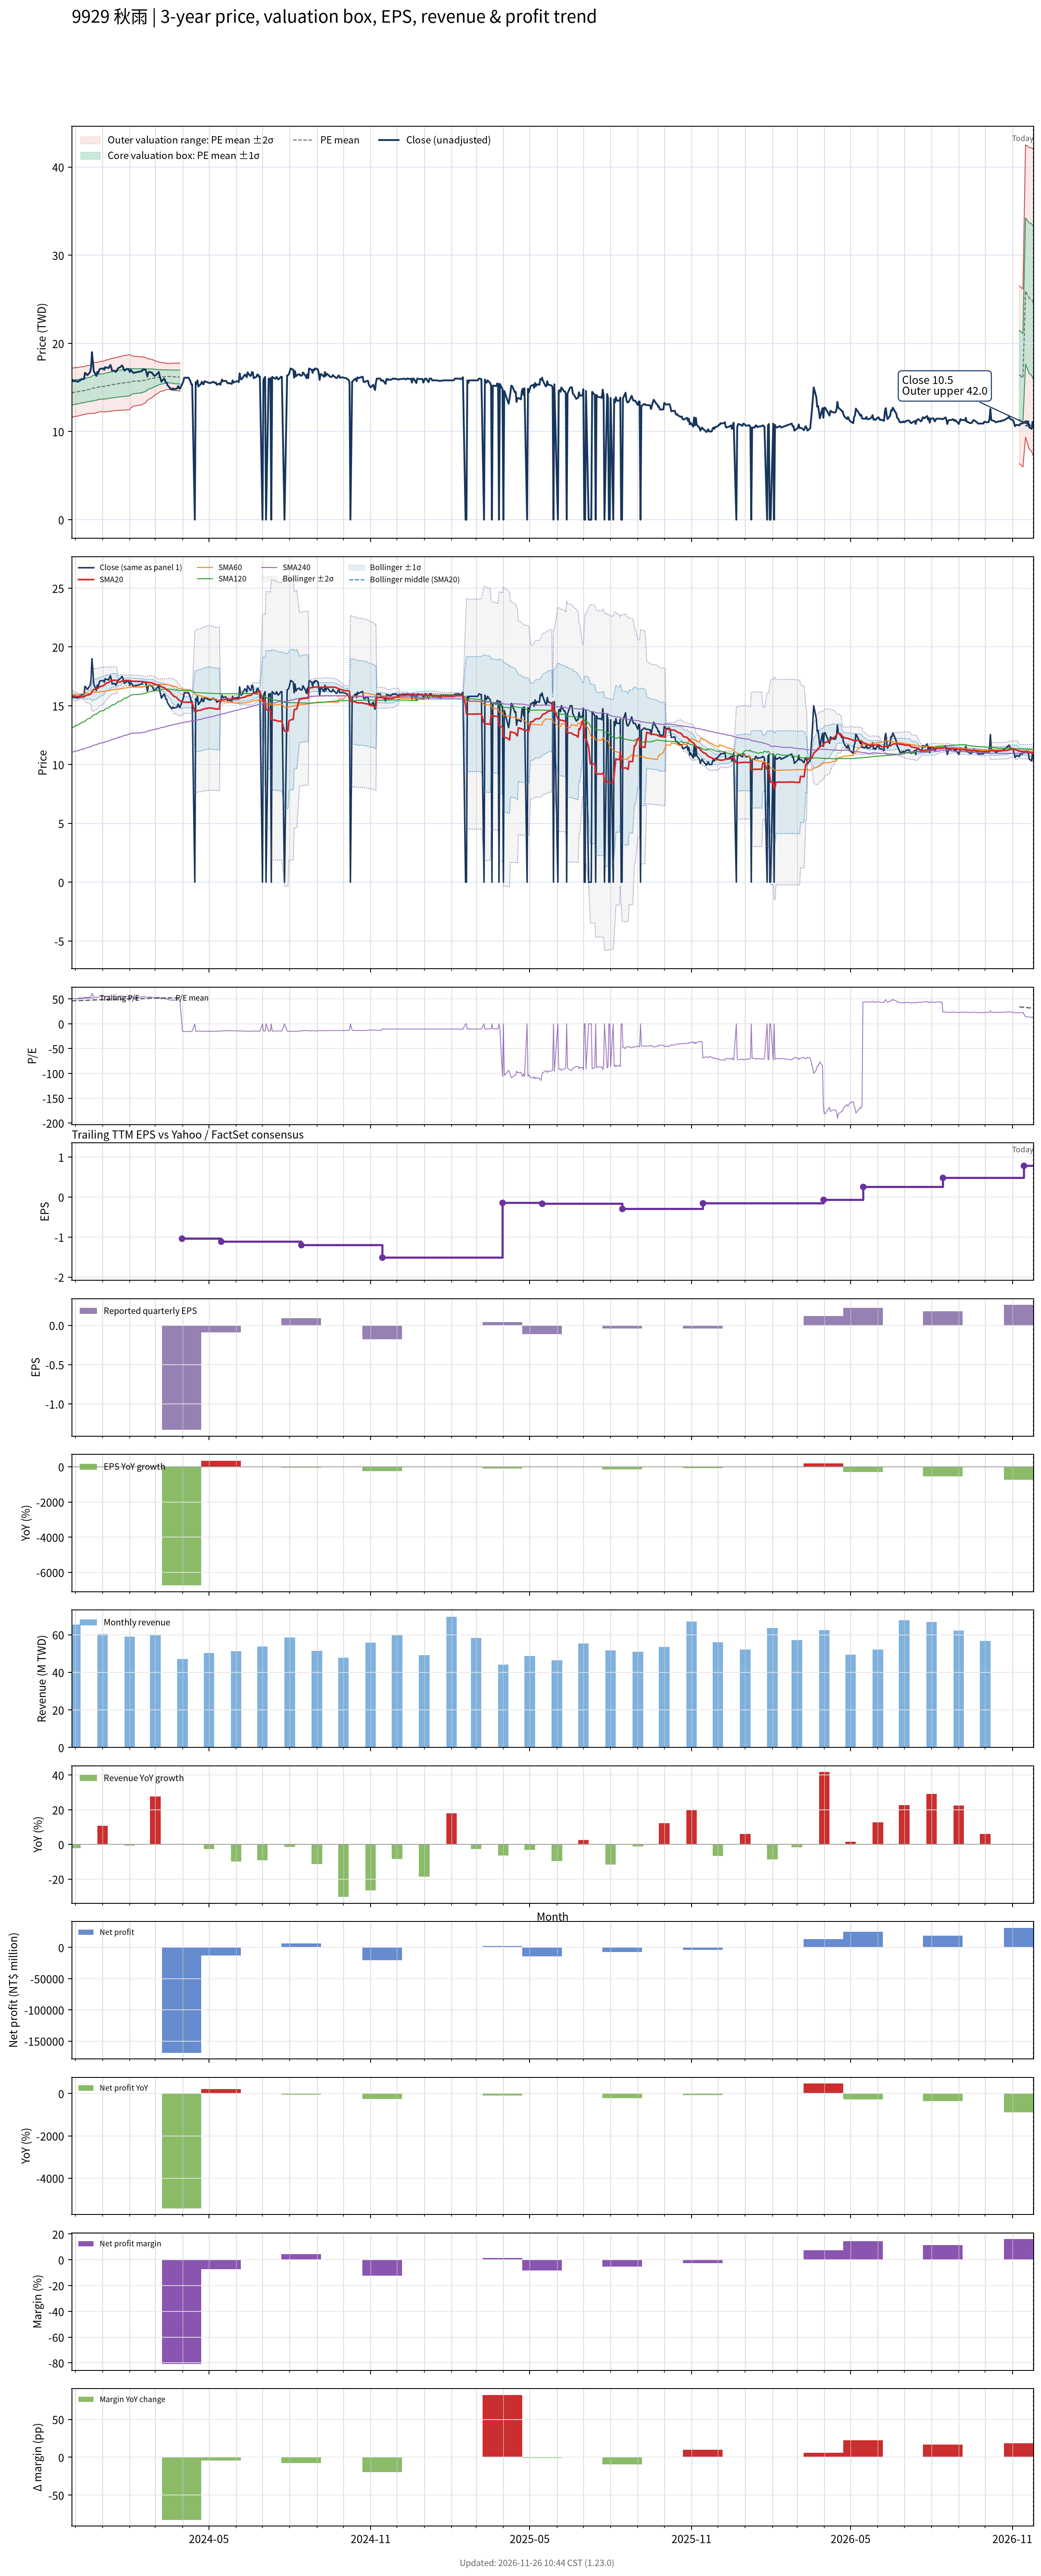 9929 秋雨 | 3-year price, valuation box, EPS, revenue & profit trend
Outer valuation range: PE mean ±2σ
Core valuation box: PE mean ±1σ
PE mean
Close (unadjusted)
Today
40
30
20
10
0
Price (TWD)
Close 10.5
Outer upper 42.0
Close (same as panel 1)
SMA20
SMA60
SMA120
SMA240
Bollinger ±2σ
Bollinger ±1σ
Bollinger middle (SMA20)
25
20
15
10
5
0
-5
Price
Trailing P/E
P/E mean
50
0
-50
-100
-150
-200
P/E
Trailing TTM EPS vs Yahoo / FactSet consensus
Today
1
0
-1
-2
EPS
Reported quarterly EPS
0.0
-0.5
-1.0
EPS
EPS YoY growth
0
-2000
-4000
-6000
YoY (%)
Monthly revenue
60
40
20
0
Revenue (M TWD)
Revenue YoY growth
40
20
0
-20
YoY (%)
Month
Net profit
0
-50000
-100000
-150000
Net profit (NT$ million)
Net profit YoY
0
-2000
-4000
YoY (%)
Net profit margin
20
0
-20
-40
-60
-80
Margin (%)
Margin YoY change
50
0
-50
Δ margin (pp)
2024-05
2024-11
2025-05
2025-11
2026-05
2026-11
Updated: 2026-11-26 10:44 CST (1.23.0)